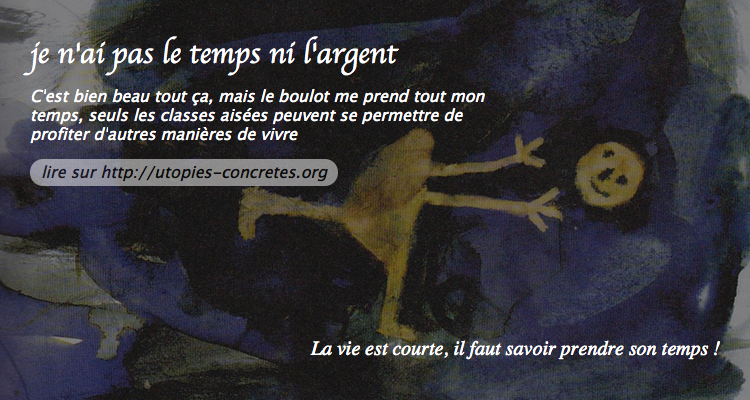 je n'ai pas le temps ni l'argent
C'est bien beau tout ça, mais le boulot me prend tout mon
temps, seuls les classes aisées peuvent se permettre de
profiter d'autres manières de vivre
lire sur http://utopies-concretes.org
La vie est courte, il faut savoir prendre son temps !